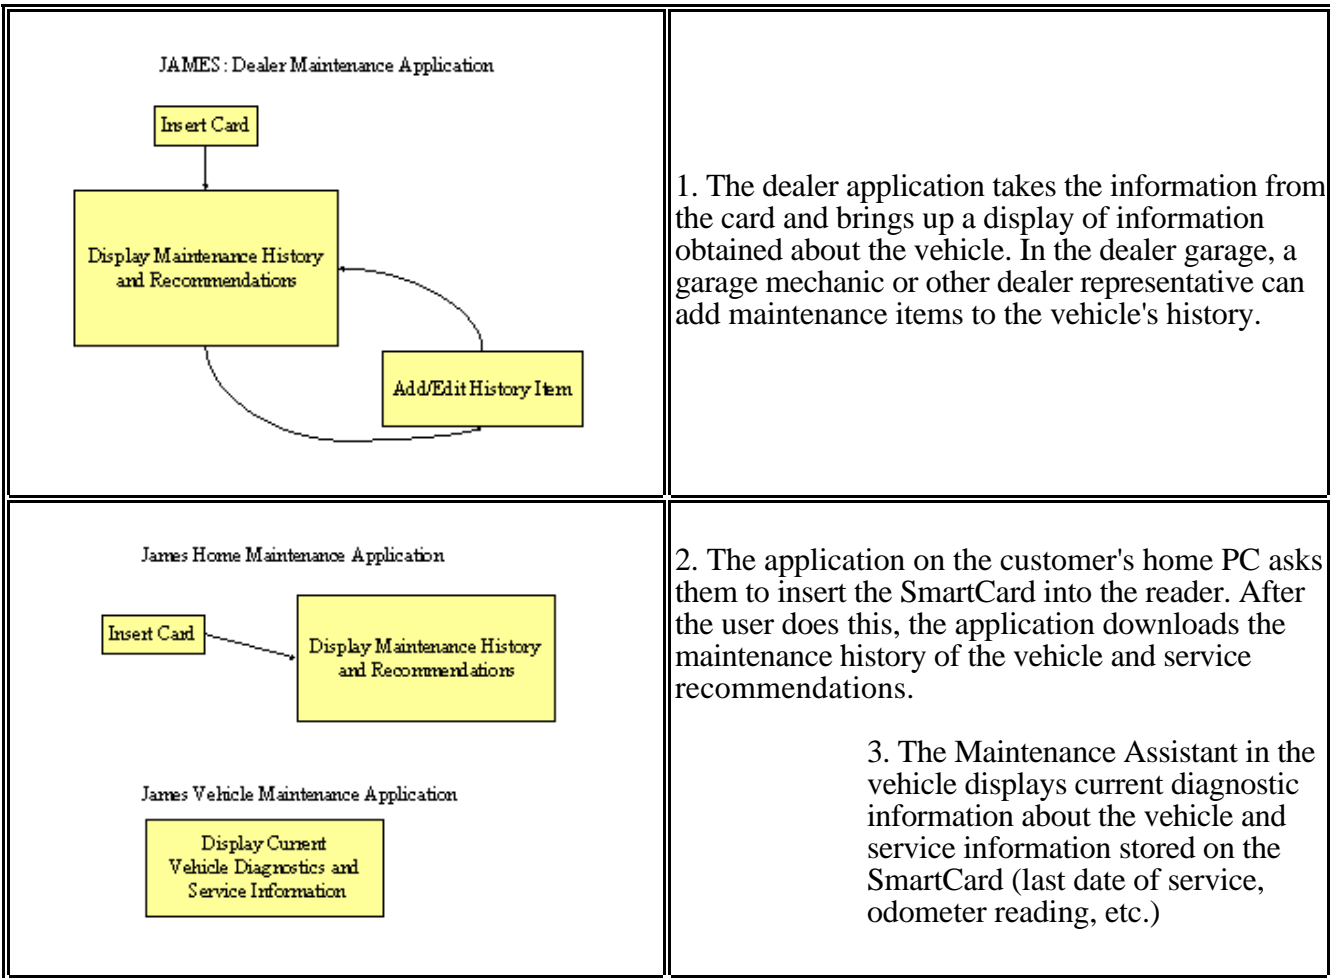 JAMES : Dealer Maintenance Application
Insert Card
Display Maintenance History
and Recommendations
Add/Edit History Item
1. The dealer application takes the information from
the card and brings up a display of information
obtained about the vehicle. In the dealer garage, a
garage mechanic or other dealer representative can
add maintenance items to the vehicle's history.
James Home Maintenance Application
Insert Card
Display Maintenance History
and Recommendations
James Vehicle Maintenance Application
Display Current
Vehicle Diagnostics and
Service Information
2. The application on the customer's home PC asks
them to insert the SmartCard into the reader. After
the user does this, the application downloads the
maintenance history of the vehicle and service
recommendations.
3. The Maintenance Assistant in the
vehicle displays current diagnostic
information about the vehicle and
service information stored on the
SmartCard (last date of service,
odometer reading, etc.)